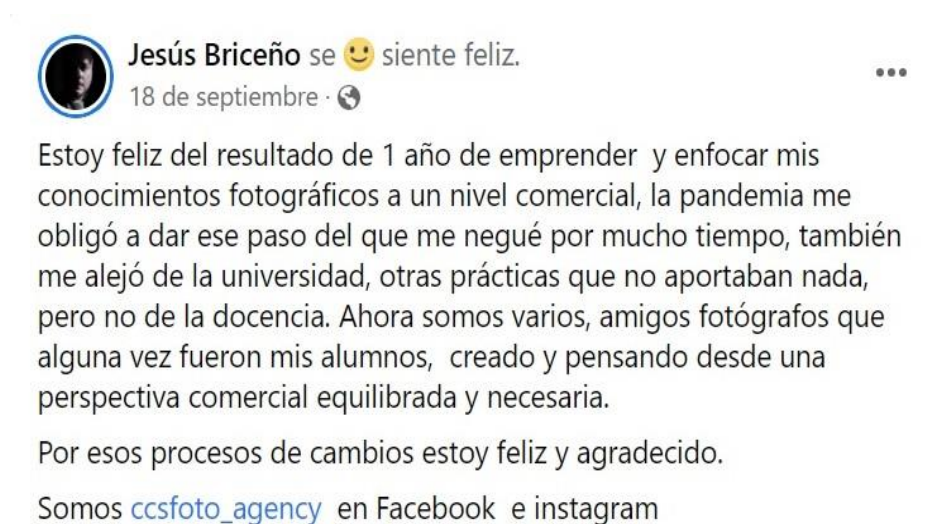 Jesús Briceño se 🙂 siente feliz.
18 de septiembre ·
Estoy feliz del resultado de 1 año de emprender y enfocar mis
conocimientos fotográficos a un nivel comercial, la pandemia me
obligó a dar ese paso del que me negué por mucho tiempo, también
me alejó de la universidad, otras prácticas que no aportaban nada,
pero no de la docencia. Ahora somos varios, amigos fotógrafos que
alguna vez fueron mis alumnos, creado y pensando desde una
perspectiva comercial equilibrada y necesaria.
Por esos procesos de cambios estoy feliz y agradecido.
Somos ccsfoto_agency en Facebook e instagram